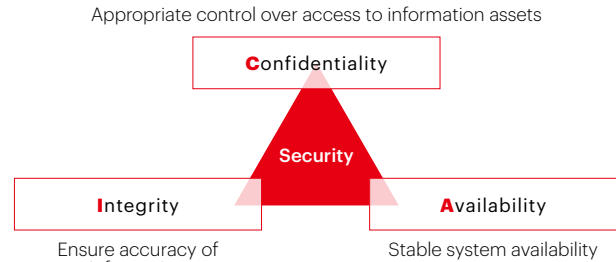 Appropriate control over access to information assets
Confidentiality
Security
Integrity
Availability
Ensure accuracy of
Stable system availability